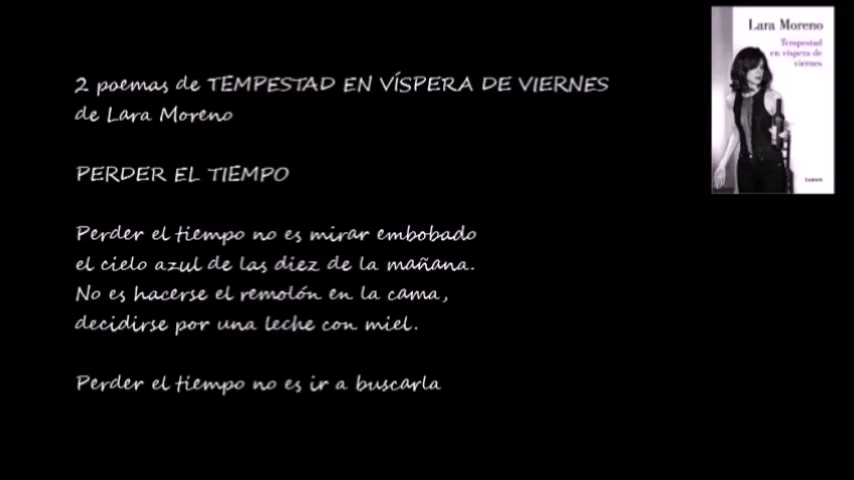 2 poemas de TEMPESTAD EN VÍSPERA DE VIERNES
de Lara Moreno
PERDER EL TIEMPO
Perder el tiempo no es mirar embobado
el cielo azul de las diez de la mañana.
No es hacerse el remolón en la cama,
decidirse por una leche con miel.
Perder el tiempo no es ir a buscarla
Lara Moreno
Tempestad
en víspera de
viernes